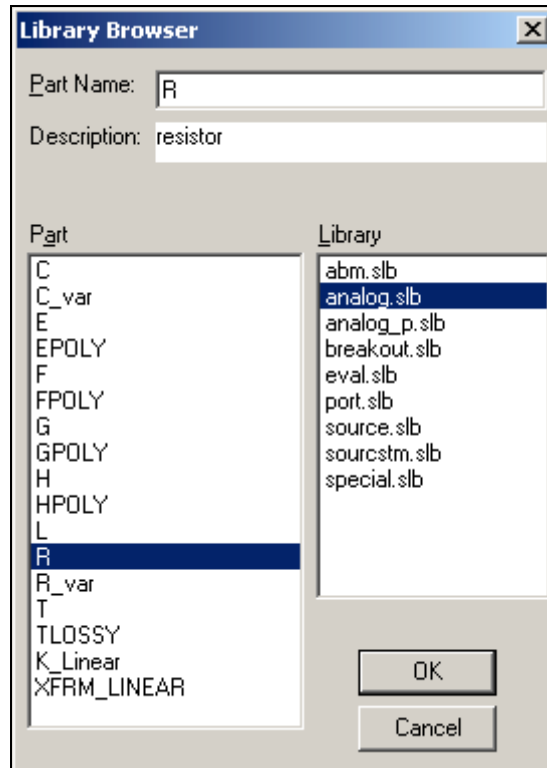 Library Browser
Part Name: R
Description: resistor
Part
C
C_var
E
EPOLY
F
FPOLY
G
GPOLY
H
HPOLY
L
R
R_var
T
TLOSSY
K_Linear
XFRM_LINEAR
Library
abm.slb
analog.slb
analog_p.slb
breakout.slb
eval.slb
port.slb
source.slb
sourcstm.slb
special.slb
OK
Cancel